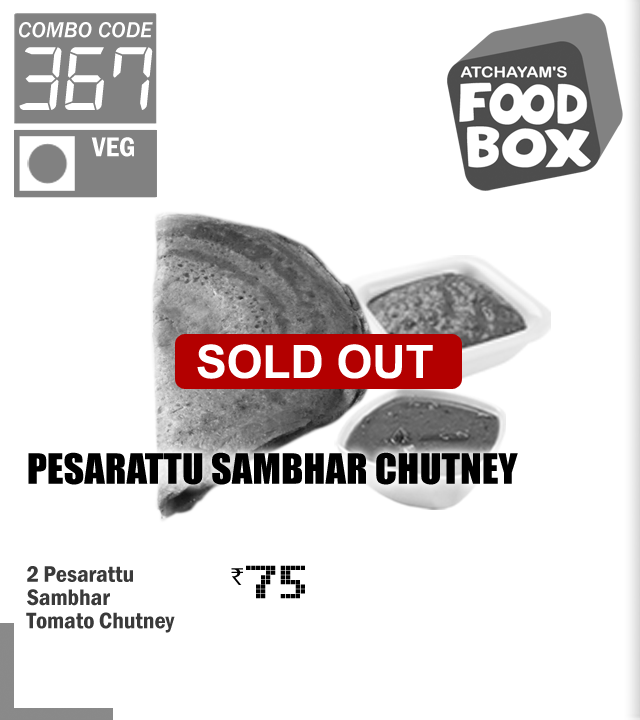 COMBO CODE
367
VEG
ATCHAYAM'S
FOOD
BOX
SOLD OUT
PESARATTU SAMBHAR CHUTNEY
2 Pesarattu
Sambhar
Tomato Chutney
₹75